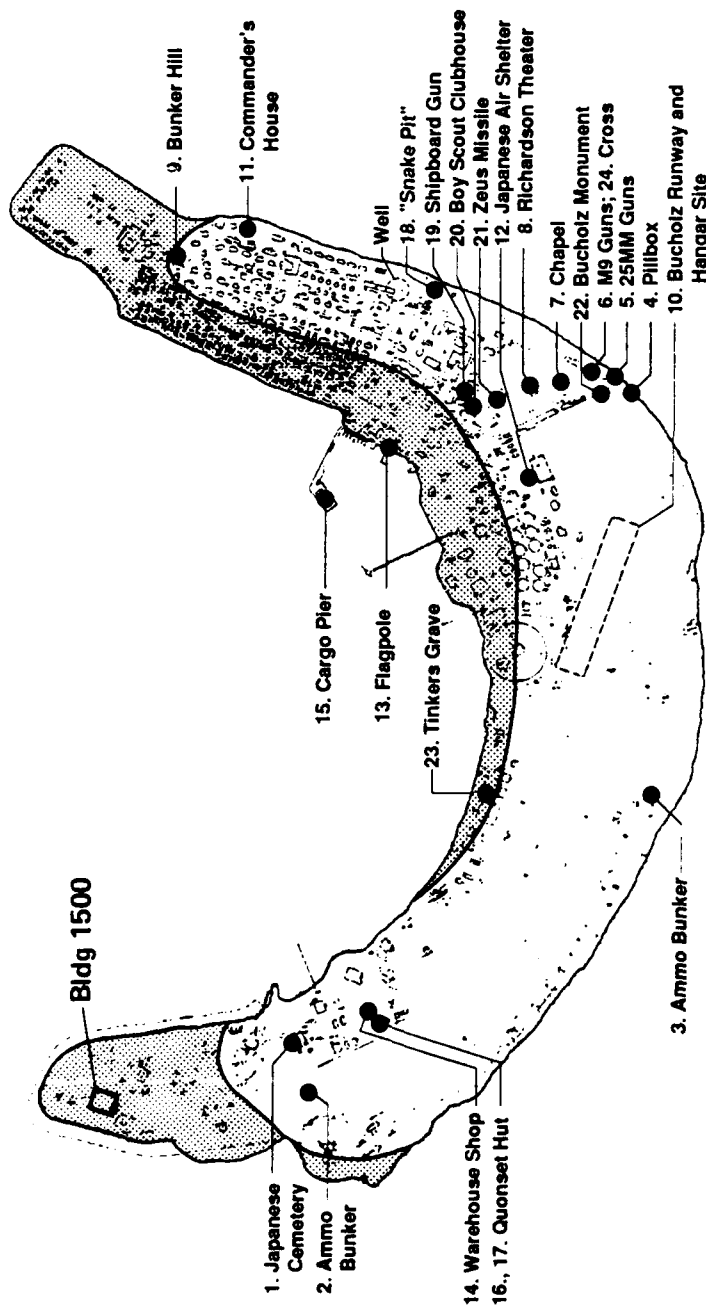 9. Bunker Hill
11. Commander's
House
Well
18. "Snake Pit"
19. Shipboard Gun
20. Boy Scout Clubhouse
21. Zeus Missile
12. Japanese Air Shelter
8. Richardson Theater
7. Chapel
22. Bucholz Monument
6. M9 Guns; 24. Cross
5. 25MM Guns
4. Pillbox
10. Bucholz Runway and
Hangar Site
15. Cargo Pier
13. Flagpole
23. Tinkers Grave
Bldg 1500
3. Ammo Bunker
1. Japanese
Cemetery
2. Ammo
Bunker
14. Warehouse Shop
16., 17. Quonset Hut